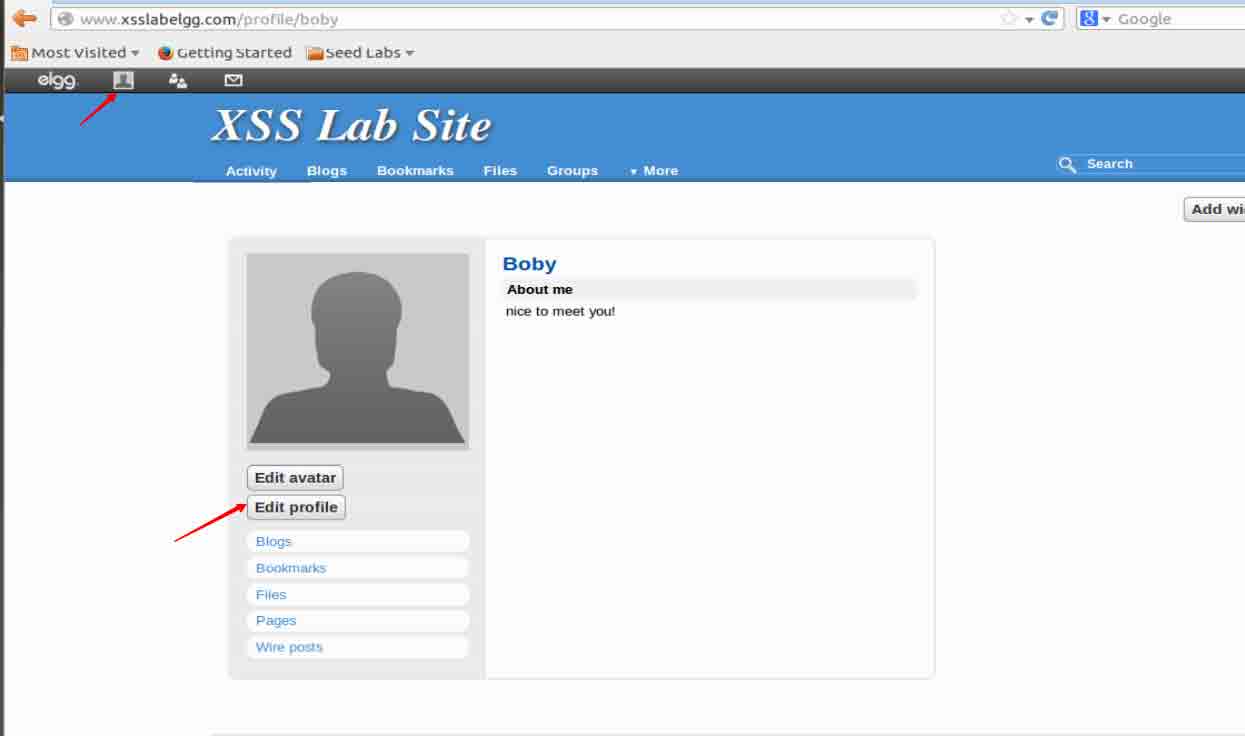 www.xsslabelgg.com/profile/boby
Google
Most Visited
Getting Started
Seed Labs
elgg
XSS Lab Site
Activity
Blogs
Bookmarks
Files
Groups
More
Search
Add wi
Boby
About me
nice to meet you!
Edit avatar
Edit profile
Blogs
Bookmarks
Files
Pages
Wire posts